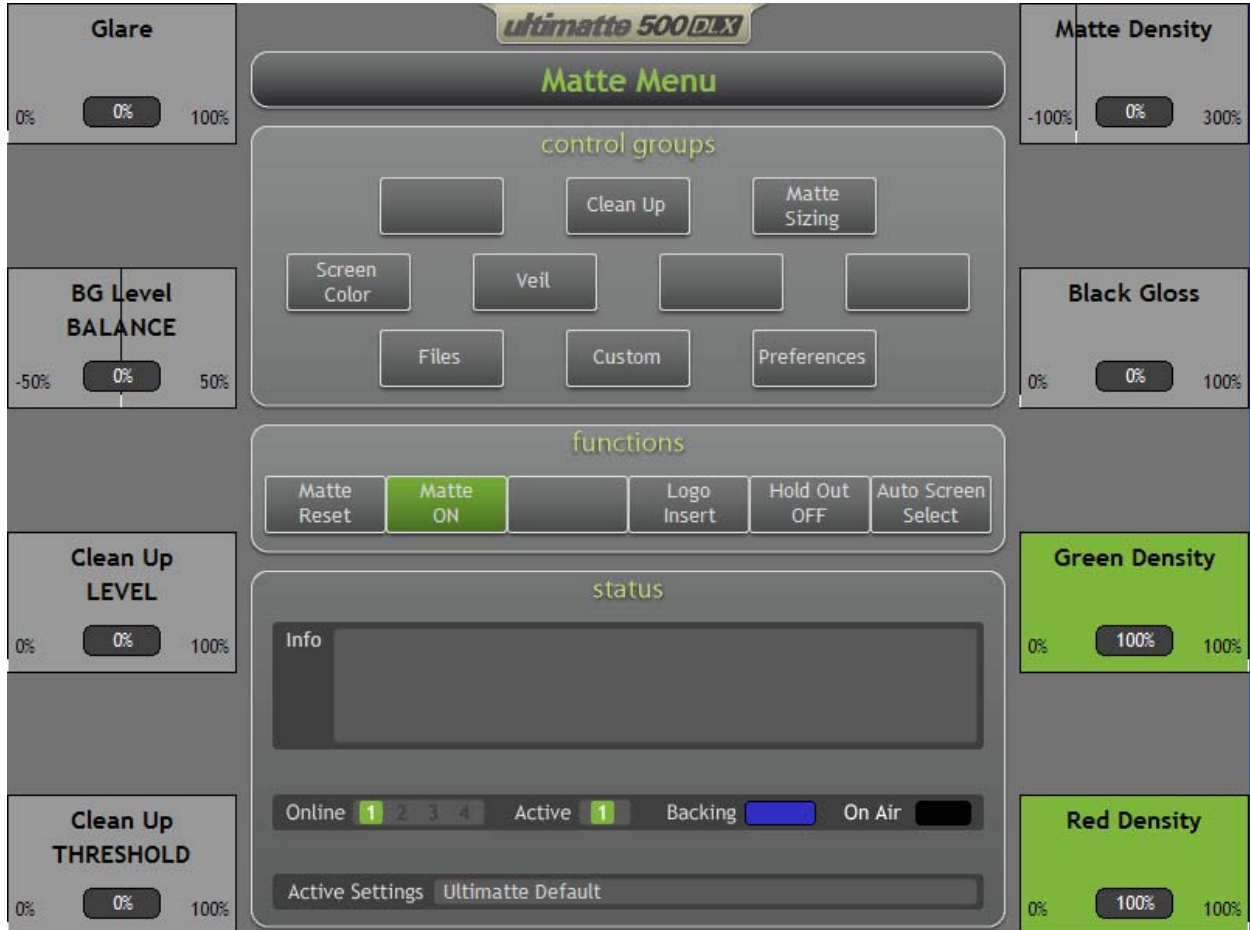 ultimatte 500 DLX
Matte Menu
Glare
0% 0% 100%
BG Level
BALANCE
-50% 0% 50%
Clean Up
LEVEL
0% 0% 100%
Clean Up
THRESHOLD
0% 0% 100%
control groups
Clean Up
Matte
Sizing
Screen
Color
Veil
Files
Custom
Preferences
functions
Matte
Reset
Matte
ON
Logo
Insert
Hold Out
OFF
Auto Screen
Select
status
Info
Online 1 2 3 4 Active 1 Backing On Air
Active Settings Ultimatte Default
Matte Density
-100% 0% 300%
Black Gloss
0% 0% 100%
Green Density
0% 100% 100%
Red Density
0% 100% 100%